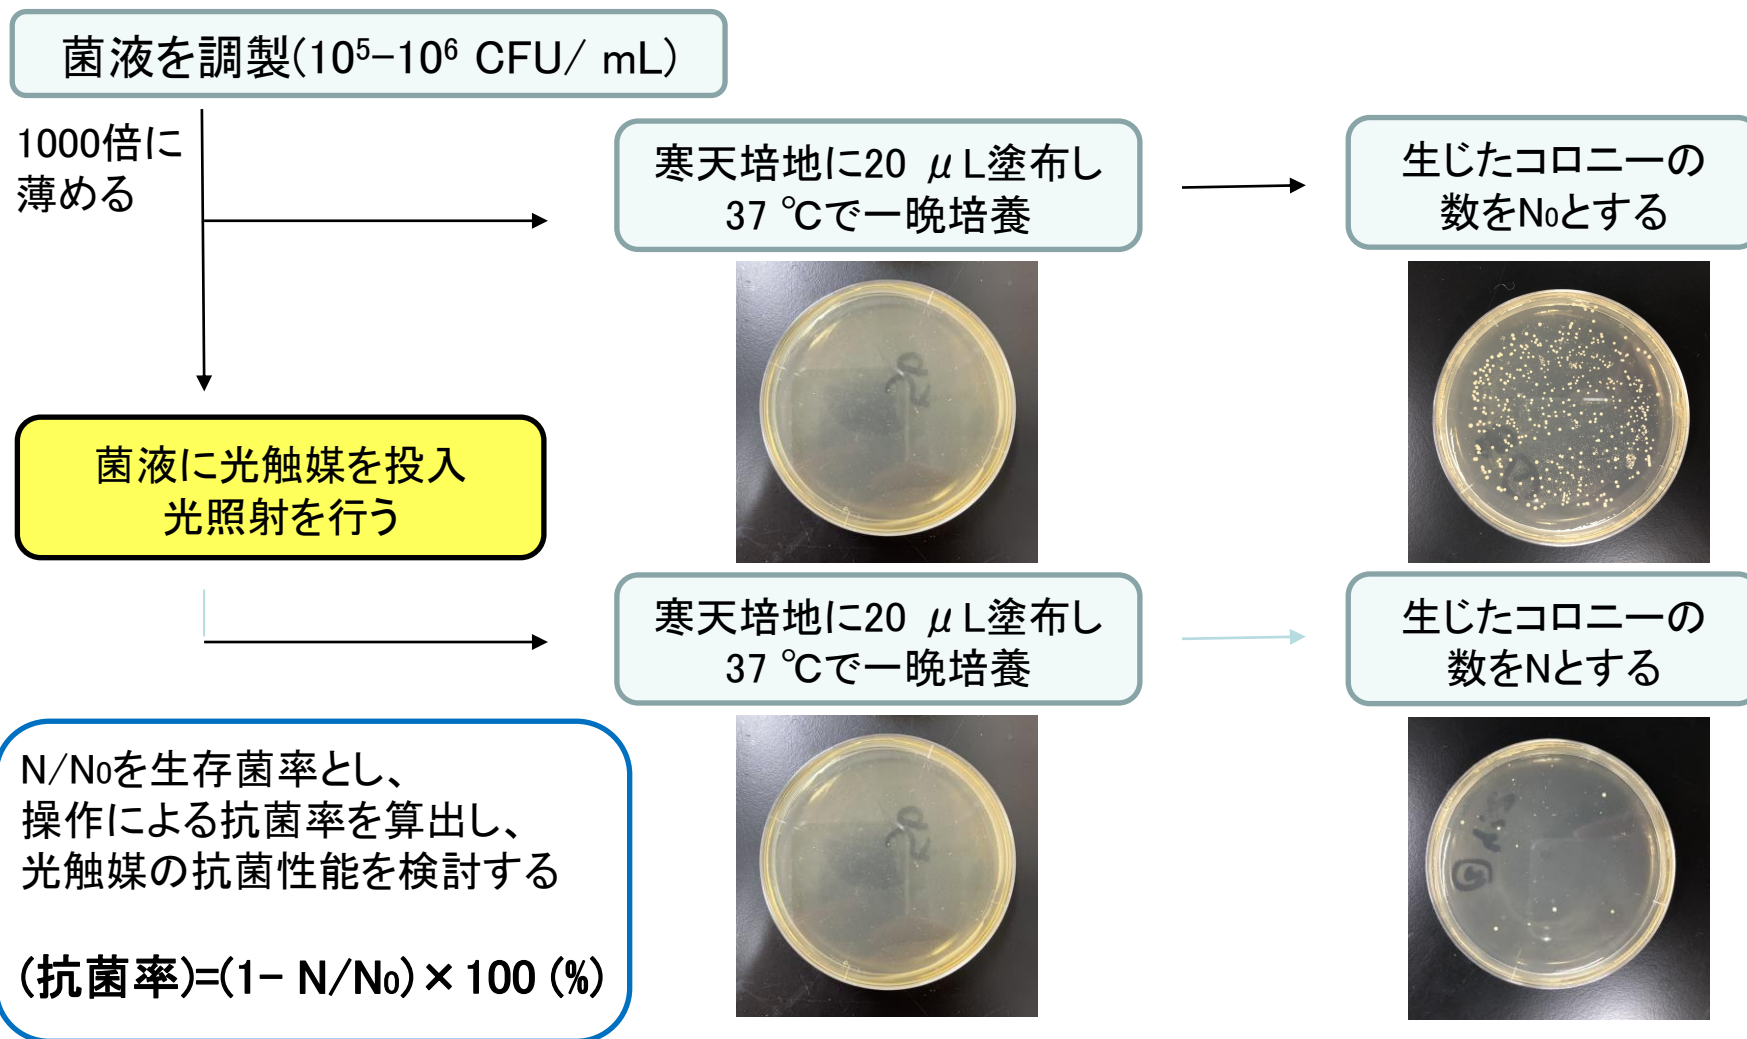 菌液を調製(10⁵–10⁶ CFU/ mL)
1000倍に
薄める
寒天培地に20 μL塗布し
37 ℃で一晩培養
生じたコロニーの
数をN₀とする
菌液に光触媒を投入
光照射を行う
寒天培地に20 μL塗布し
37 ℃で一晩培養
生じたコロニーの
数をNとする
N/N₀を生存菌率とし、
操作による抗菌率を算出し、
光触媒の抗菌性能を検討する
(抗菌率)=(1- N/N₀)×100 (%)